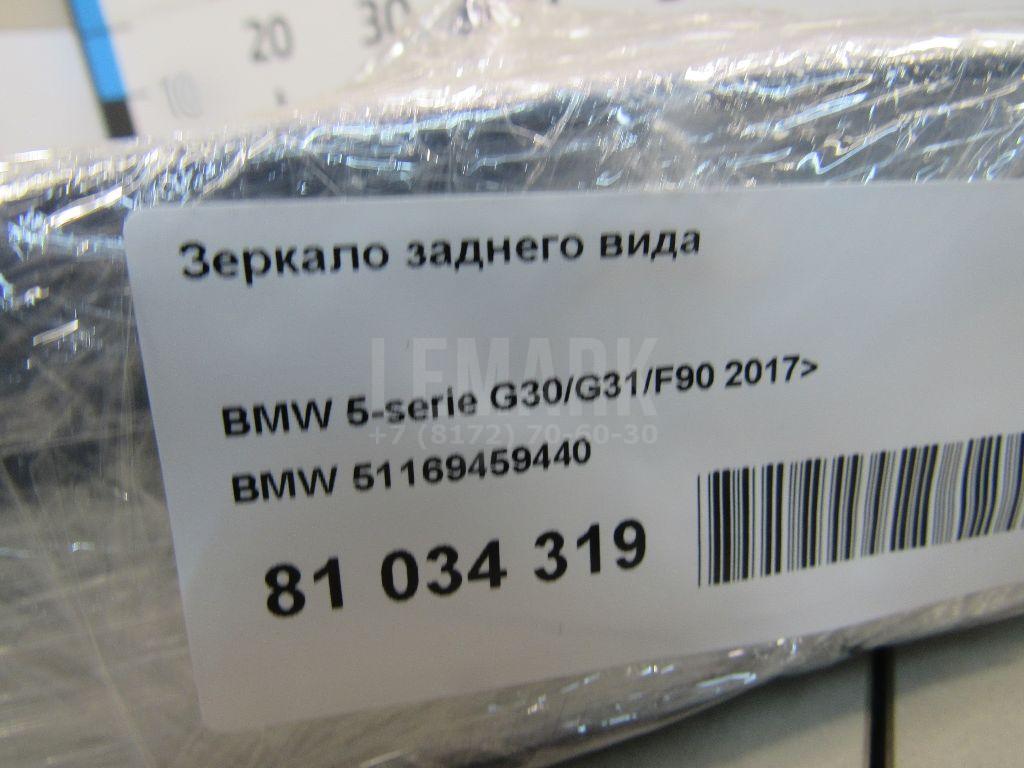 20 30
10
Зеркало заднего вида
LEMARK
BMW 5-serie G30/G31/F90 2017>
+7 (8172) 70-60-30
BMW 51169459440
81 034 319